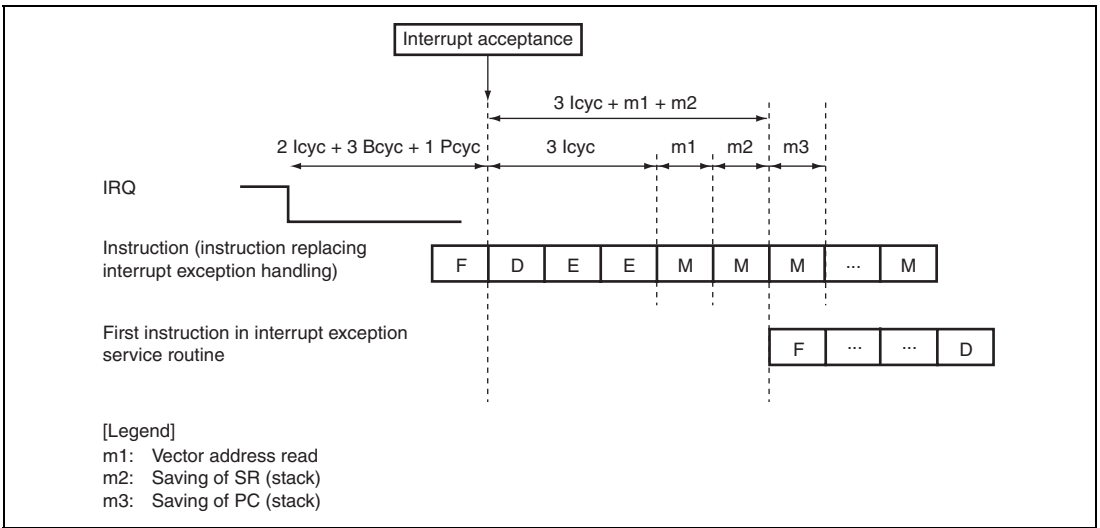 Interrupt acceptance
3 Icyc + m1 + m2
2 Icyc + 3 Bcyc + 1 Pcyc
3 Icyc
m1
m2
m3
IRQ
Instruction (instruction replacing
interrupt exception handling)
F D E E M M M ... M
First instruction in interrupt exception
service routine
F ... ... D
[Legend]
m1: Vector address read
m2: Saving of SR (stack)
m3: Saving of PC (stack)